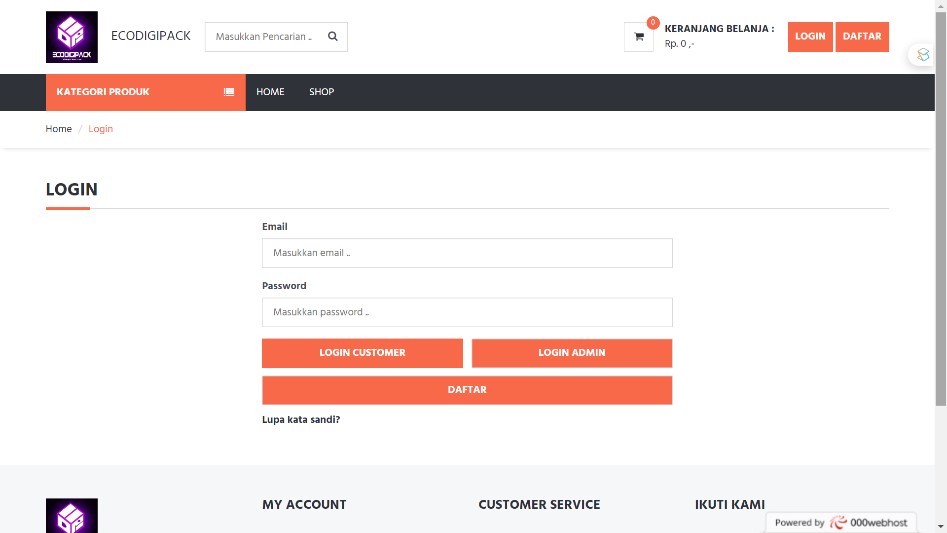 ECODIGIPACK
ECODIGIPACK
Masukkan Pencarian ..
0
KERANJANG BELANJA :
Rp. 0 ,-
LOGIN
DAFTAR
KATEGORI PRODUK
HOME
SHOP
Home / Login
LOGIN
Email
Masukkan email ..
Password
Masukkan password ..
LOGIN CUSTOMER
LOGIN ADMIN
DAFTAR
Lupa kata sandi?
MY ACCOUNT
CUSTOMER SERVICE
IKUTI KAMI
Powered by 000webhost